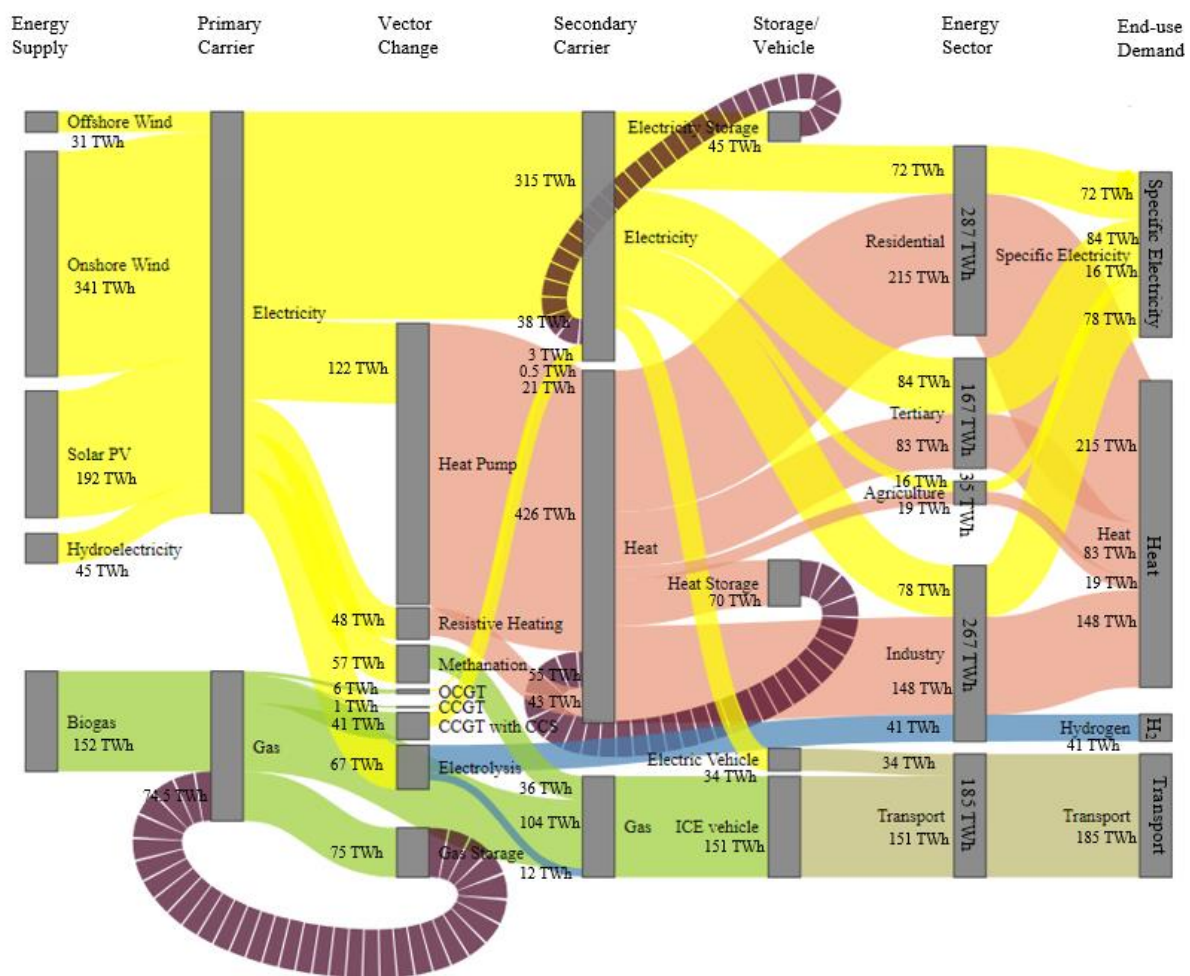 Energy
Supply
Primary
Carrier
Vector
Change
Secondary
Carrier
Storage/
Vehicle
Energy
Sector
End-use
Demand
Offshore Wind
31 TWh
Onshore Wind
341 TWh
Solar PV
192 TWh
Hydroelectricity
45 TWh
Biogas
152 TWh
Electricity
Gas
74.5 TWh
122 TWh
Heat Pump
48 TWh
Resistive Heating
57 TWh
Methanation
6 TWh
OCGT
1 TWh
CCGT
41 TWh
CCGT with CCS
67 TWh
Electrolysis
75 TWh
Gas Storage
315 TWh
Electricity
38 TWh
3 TWh
0.5 TWh
21 TWh
426 TWh
Heat
55 TWh
43 TWh
36 TWh
104 TWh
Gas
12 TWh
Electricity Storage
45 TWh
Heat Storage
70 TWh
Electric Vehicle
34 TWh
ICE vehicle
151 TWh
72 TWh
Residential
215 TWh
287 TWh
84 TWh
Tertiary
83 TWh
167 TWh
16 TWh
Agriculture
19 TWh
35 TWh
78 TWh
Industry
148 TWh
267 TWh
41 TWh
34 TWh
Transport
151 TWh
185 TWh
72 TWh
Specific Electricity
84 TWh
16 TWh
78 TWh
Specific Electricity
215 TWh
Heat
83 TWh
19 TWh
148 TWh
Heat
Hydrogen
41 TWh
H₂
Transport
185 TWh
Transport